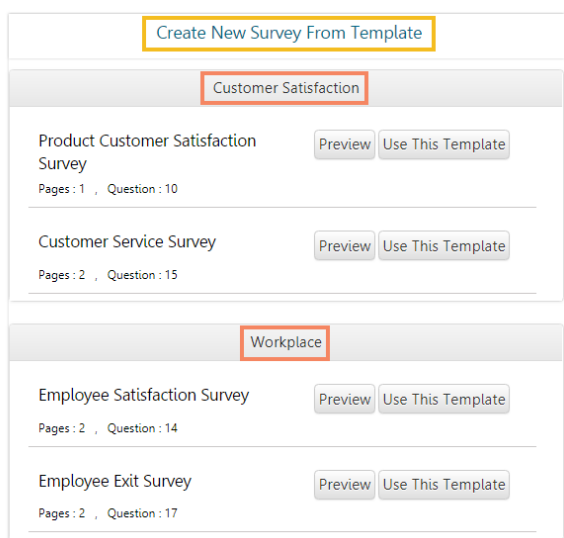 Create New Survey From Template
Customer Satisfaction
Product Customer Satisfaction
Survey
Preview Use This Template
Pages : 1 , Question : 10
Customer Service Survey
Preview Use This Template
Pages : 2 , Question : 15
Workplace
Employee Satisfaction Survey
Preview Use This Template
Pages : 2 , Question : 14
Employee Exit Survey
Preview Use This Template
Pages : 2 , Question : 17